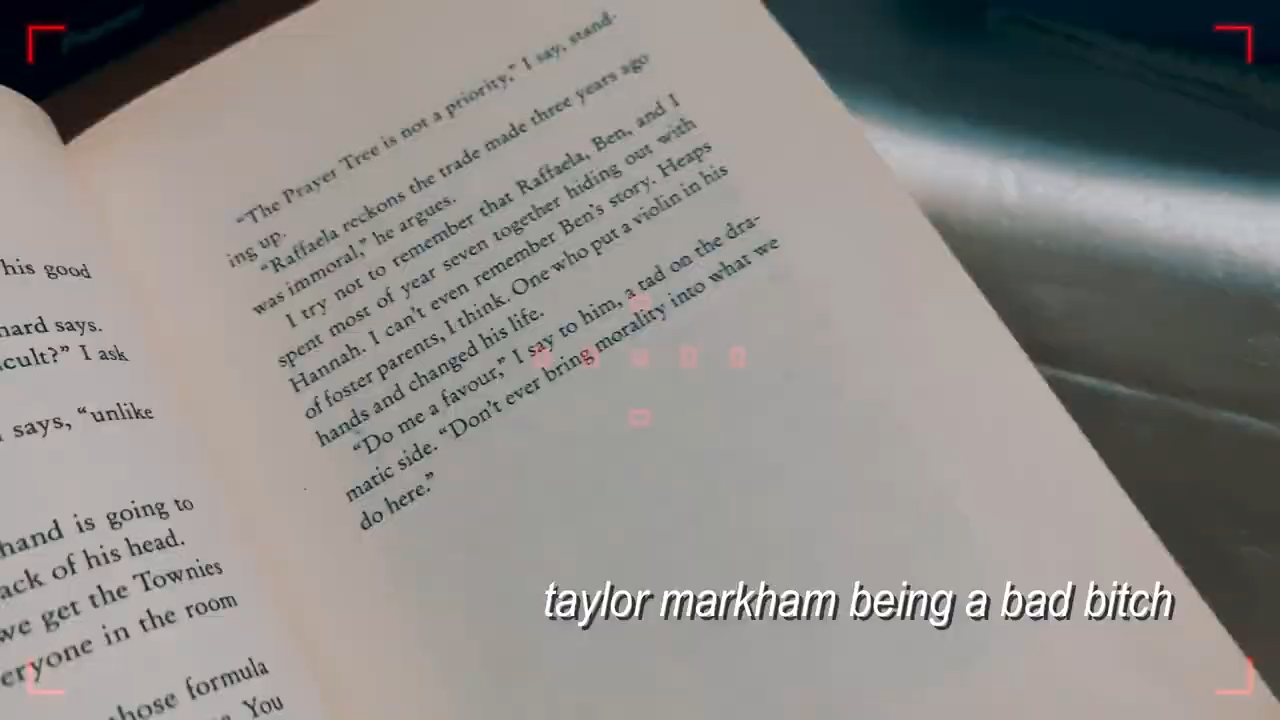 his good
hard says.
cult?” I ask
says, “unlike
hand is going to
ack of his head.
we get the Townies
eryone in the room
those formula
You
“The Prayer Tree is not a priority,” I say, stand-
ing up.
“Raffaela reckons the trade made three years ago
was immoral,” he argues.
I try not to remember that Raffaela, Ben, and I
spent most of year seven together hiding out with
Hannah. I can’t even remember Ben’s story. Heaps
of foster parents, I think. One who put a violin in his
hands and changed his life.
“Do me a favour,” I say to him, a tad on the dra-
matic side. “Don’t ever bring morality into what we
do here.”
taylor markham being a bad bitch